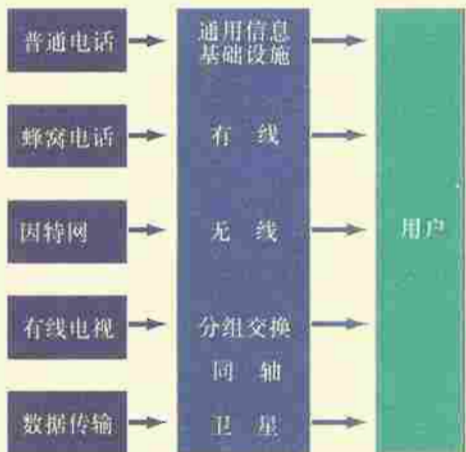 普通电话
蜂窝电话
因特网
有线电视
数据传输
通用信息
基础设施
有 线
无 线
分组交换
同 轴
卫 星
用户